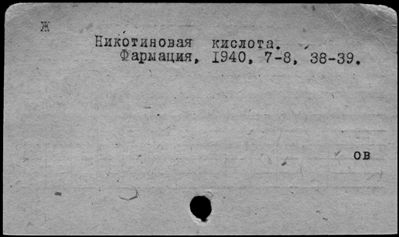 Ж
Никотиновая кислота.
Фармация, 1940, 7-8, 38-39.
ов